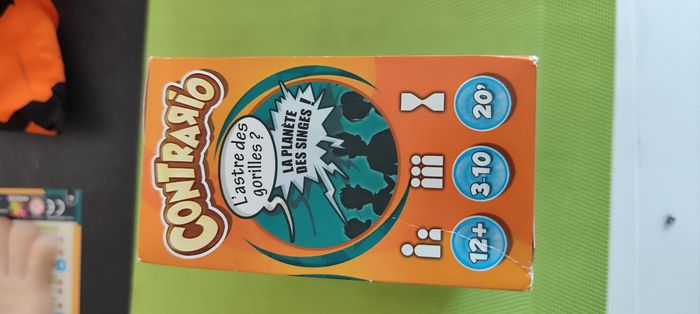 CONTRARIO
L'astre des
gorilles ?
LA PLANÈTE
DES SINGES !
12+
3-10
20'